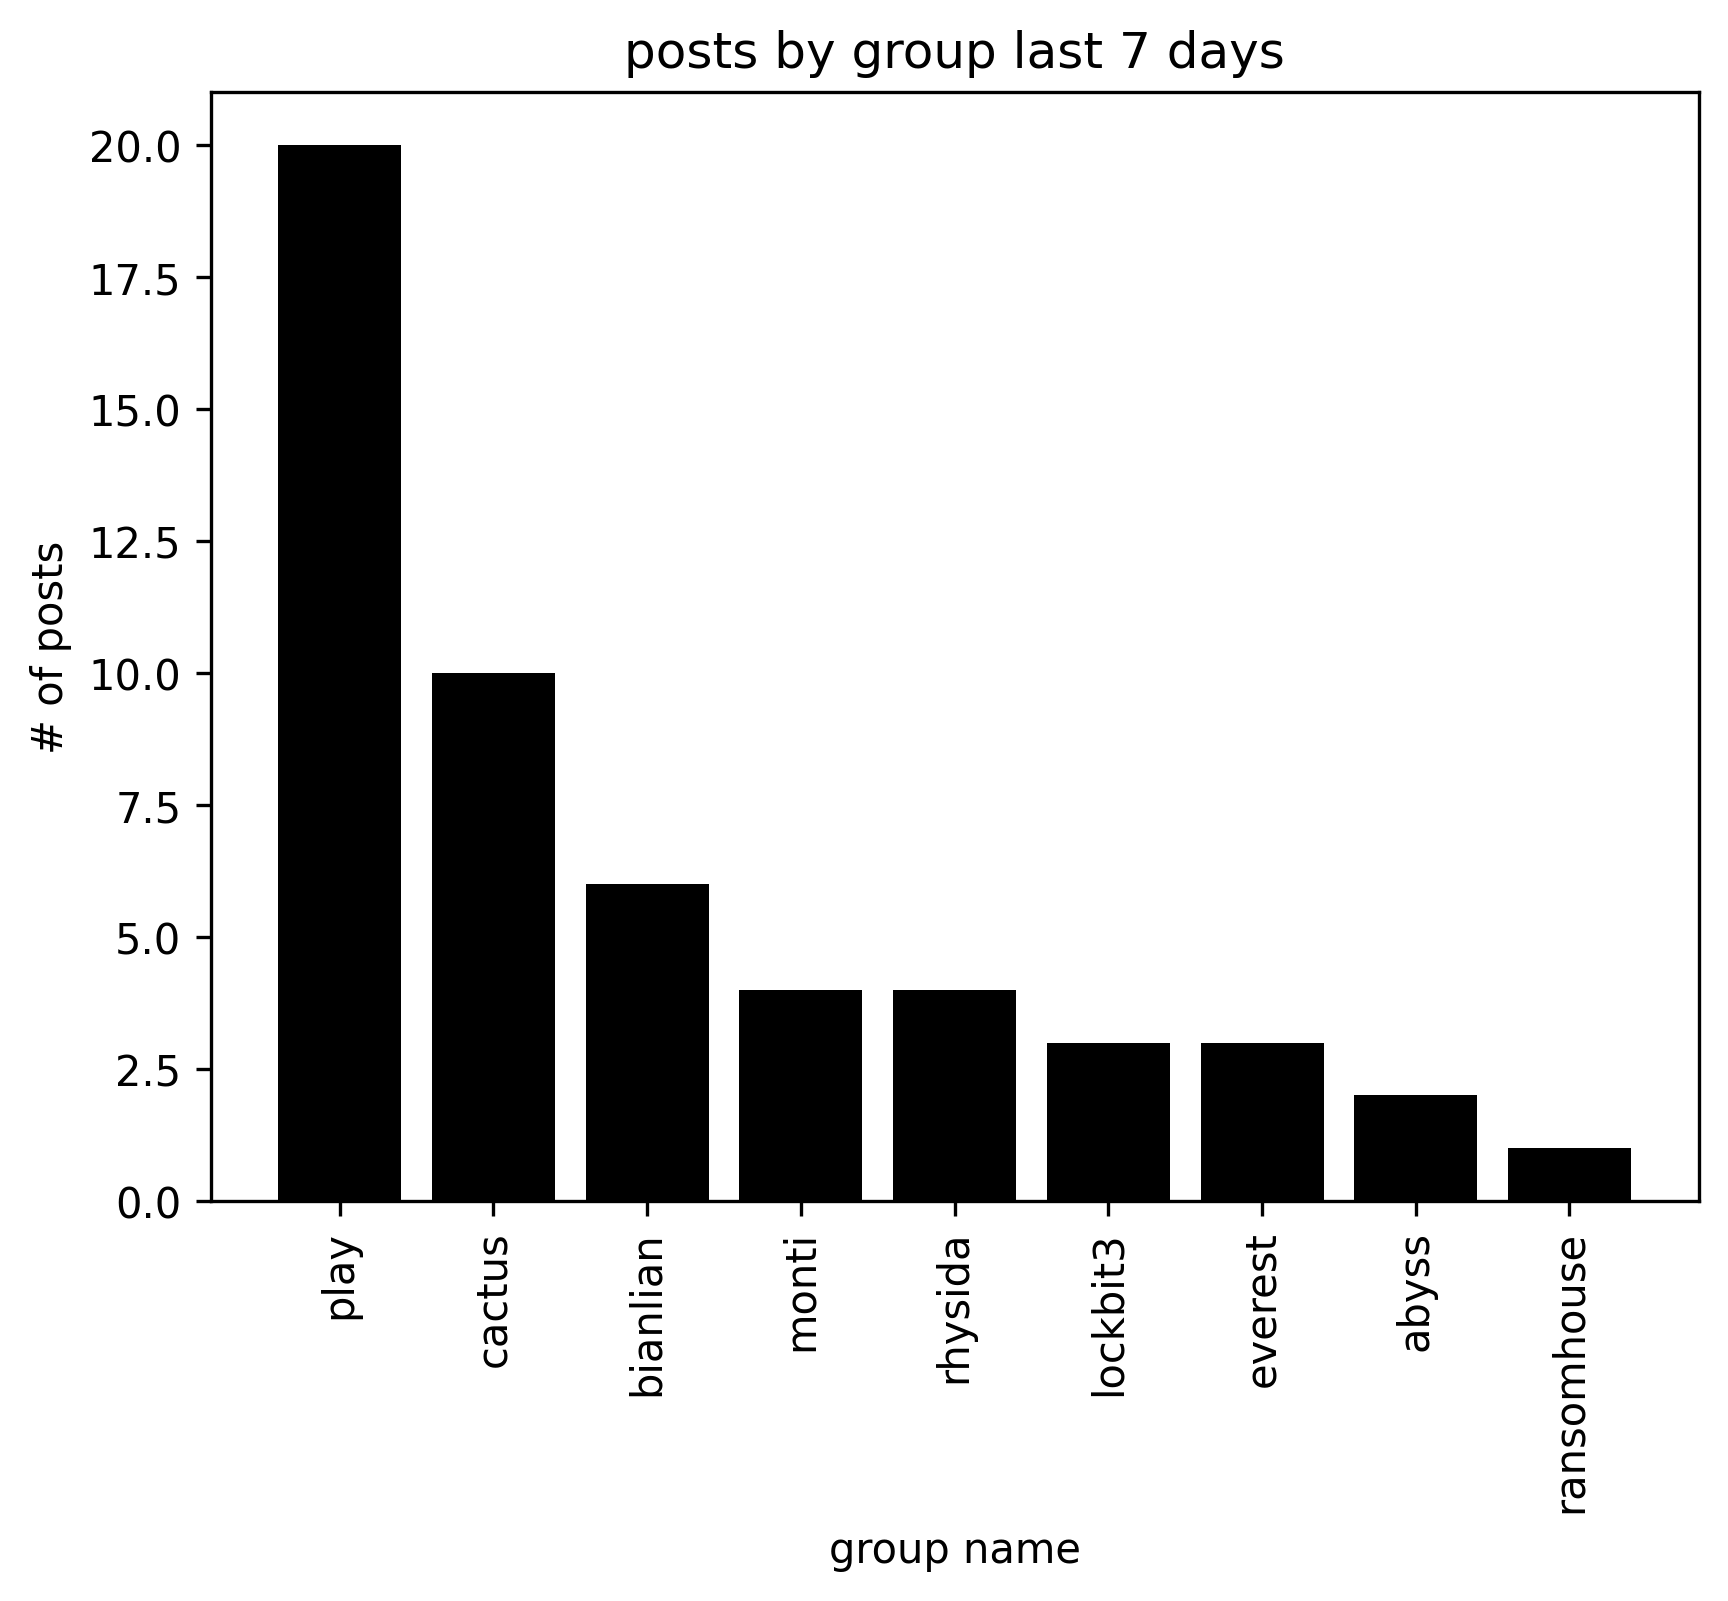 posts by group last 7 days
20.0
17.5
15.0
12.5
10.0
7.5
5.0
2.5
0.0
# of posts
play
cactus
bianlian
monti
rhysida
lockbit3
everest
abyss
ransomhouse
group name